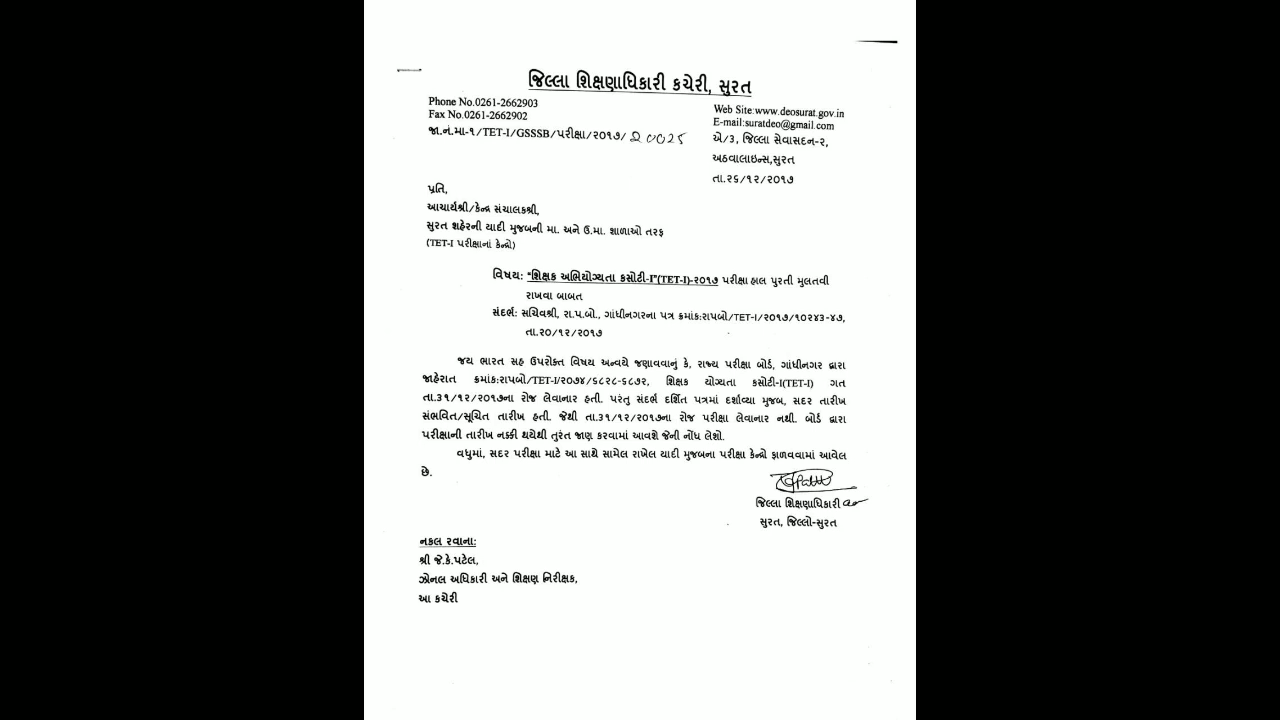 જિલ્લા શિક્ષણાધિકારી કચેરી, સુરત
Phone No.0261-2662903
Fax No.0261-2662902
Web Site:www.deosurat.gov.in
E-mail:suratdeo@gmail.com
જા.નં.મા-૧/TET-I/GSSSB/પરીક્ષા/૨૦૧૭/
એ/૩, જિલ્લા સેવાસદન-૨,
અઠવાલાઇન્સ,સુરત
તા.૨૬/૧૨/૨૦૧૭
પ્રતિ,
આચાર્યશ્રી/કેન્દ્ર સંચાલકશ્રી,
સુરત શહેરની યાદી મુજબની મા. અને ઉ.મા. શાળાઓ તરફ
(TET-I પરીક્ષાનાં કેન્દ્રો)
વિષય: "શિક્ષક અભિયોગ્યતા કસોટી-I"(TET-I)-૨૦૧૭ પરીક્ષા હાલ પુરતી મુલતવી
રાખવા બાબત
સંદર્ભ: સચિવશ્રી, રા.પ.બો., ગાંધીનગરના પત્ર ક્રમાંક:રાપબો/TET-I/૨૦૧૭/૧૦૨૪૩-૪૭,
તા.૨૦/૧૨/૨૦૧૭
જય ભારત સહ ઉપરોક્ત વિષય અન્વયે જણાવવાનું કે, રાજ્ય પરીક્ષા બોર્ડ, ગાંધીનગર દ્વારા
જાહેરાત ક્રમાંક:રાપબો/TET-I/૨૦૭૪/૬૮૨૮-૬૮૭૨, શિક્ષક યોગ્યતા કસોટી-I(TET-I) ગત
તા.૩૧/૧૨/૨૦૧૭ના રોજ લેવાનાર હતી. પરંતુ સંદર્ભ દર્શિત પત્રમાં દર્શાવ્યા મુજબ, સદર તારીખ
સંભવિત/સૂચિત તારીખ હતી. જેથી તા.૩૧/૧૨/૨૦૧૭ના રોજ પરીક્ષા લેવાનાર નથી. બોર્ડ દ્વારા
પરીક્ષાની તારીખ નક્કી થયેથી તુરંત જાણ કરવામાં આવશે જેની નોંધ લેશો.
વધુમાં, સદર પરીક્ષા માટે આ સાથે સામેલ રાખેલ યાદી મુજબના પરીક્ષા કેન્દ્રો ફાળવવામાં આવેલ
છે.
જિલ્લા શિક્ષણાધિકારી
સુરત, જિલ્લો-સુરત
નકલ રવાના:
શ્રી જે.કે.પટેલ,
ઝોનલ અધિકારી અને શિક્ષણ નિરીક્ષક,
આ કચેરી